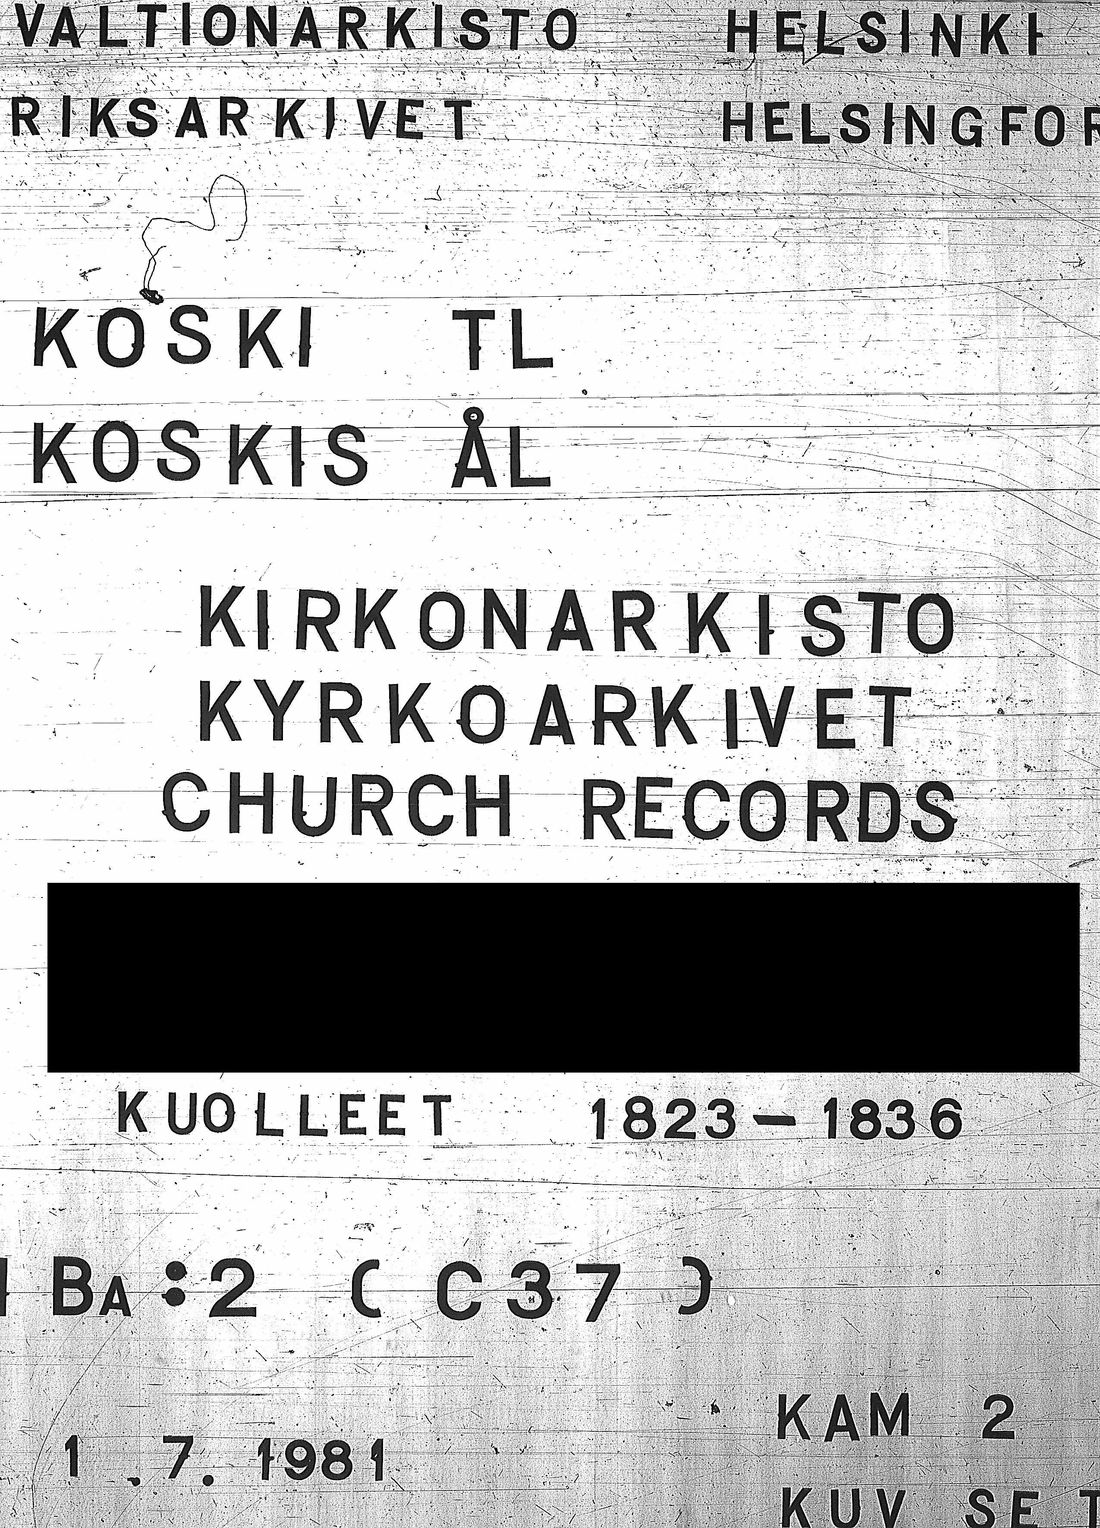 VALTIONARKISTO HELSINKI
RIKSARKIVET HELSINGFOR
KOSKI TL
KOSKIS ÅL
KIRKONARKISTO
KYRKOARKIVET
CHURCH RECORDS
KUOLLEET 1823-1836
I BA:2 (C37)
1.7.1981
KAM 2
KUV SET